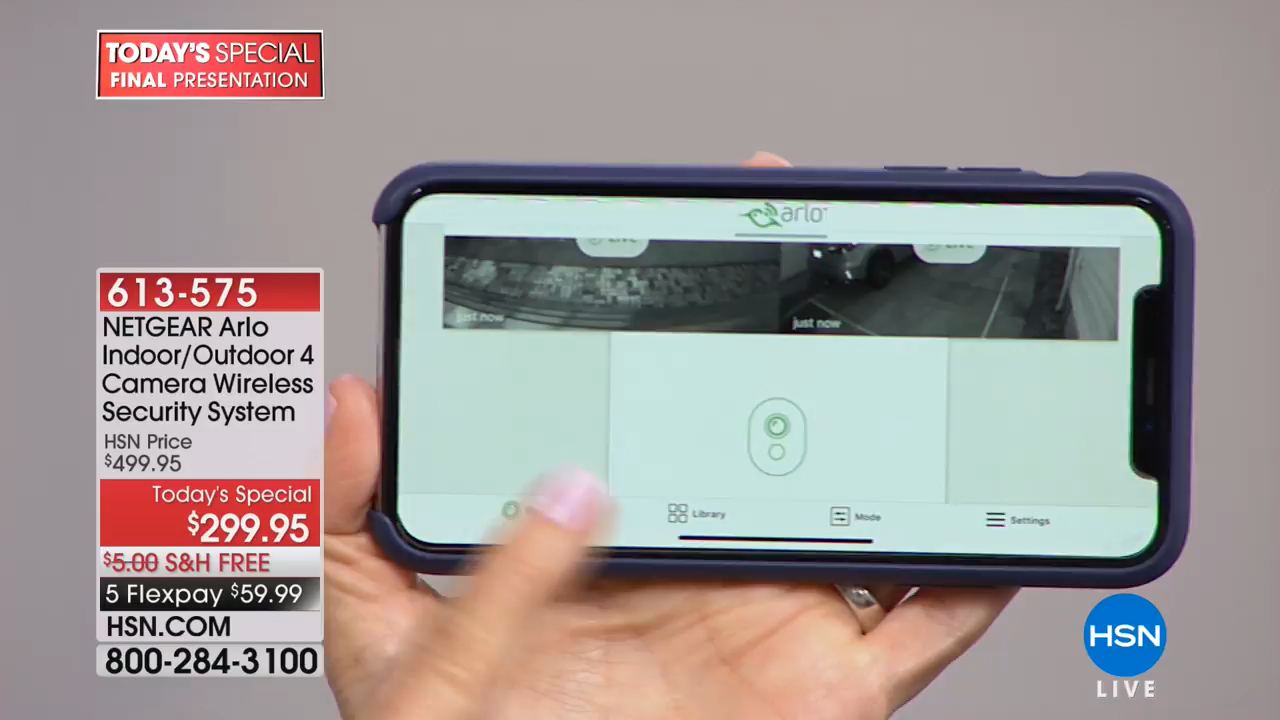 TODAY'S SPECIAL
FINAL PRESENTATION
arlo
LIVE
just now
just now
Library
Mode
Settings
613-575
NETGEAR Arlo
Indoor/Outdoor 4
Camera Wireless
Security System
HSN Price
$499.95
Today's Special
$299.95
$5.00 S&H FREE
5 Flexpay $59.99
HSN.COM
800-284-3100
HSN
LIVE